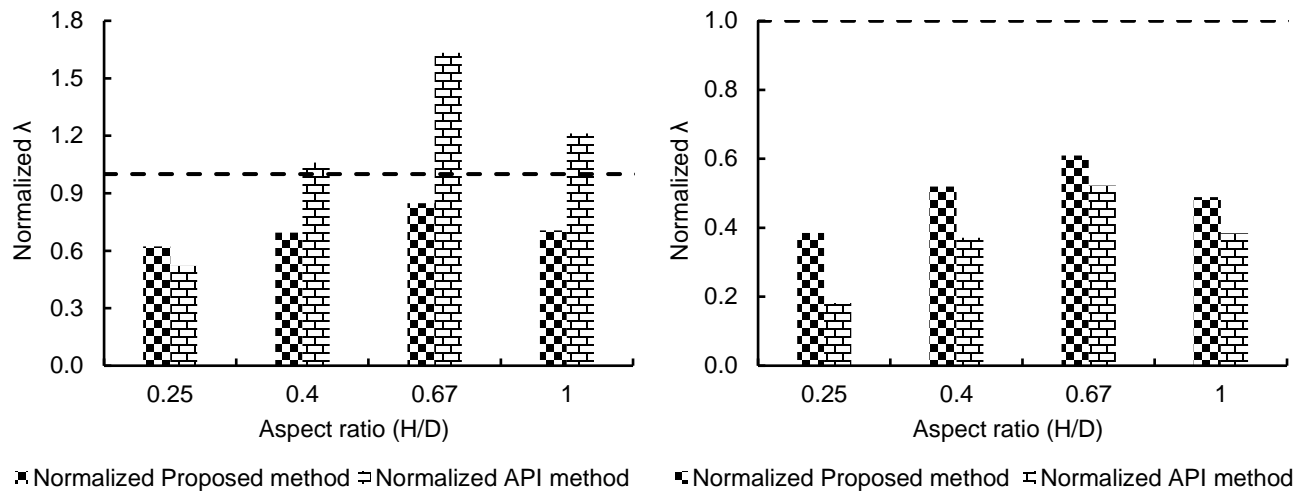 1.8
1.5
1.2
0.9
0.6
0.3
0.0
Normalized λ
0.25 0.4 0.67 1
Aspect ratio (H/D)
Normalized Proposed method Normalized API method
1.0
0.8
0.6
0.4
0.2
0.0
Normalized λ
0.25 0.4 0.67 1
Aspect ratio (H/D)
Normalized Proposed method Normalized API method